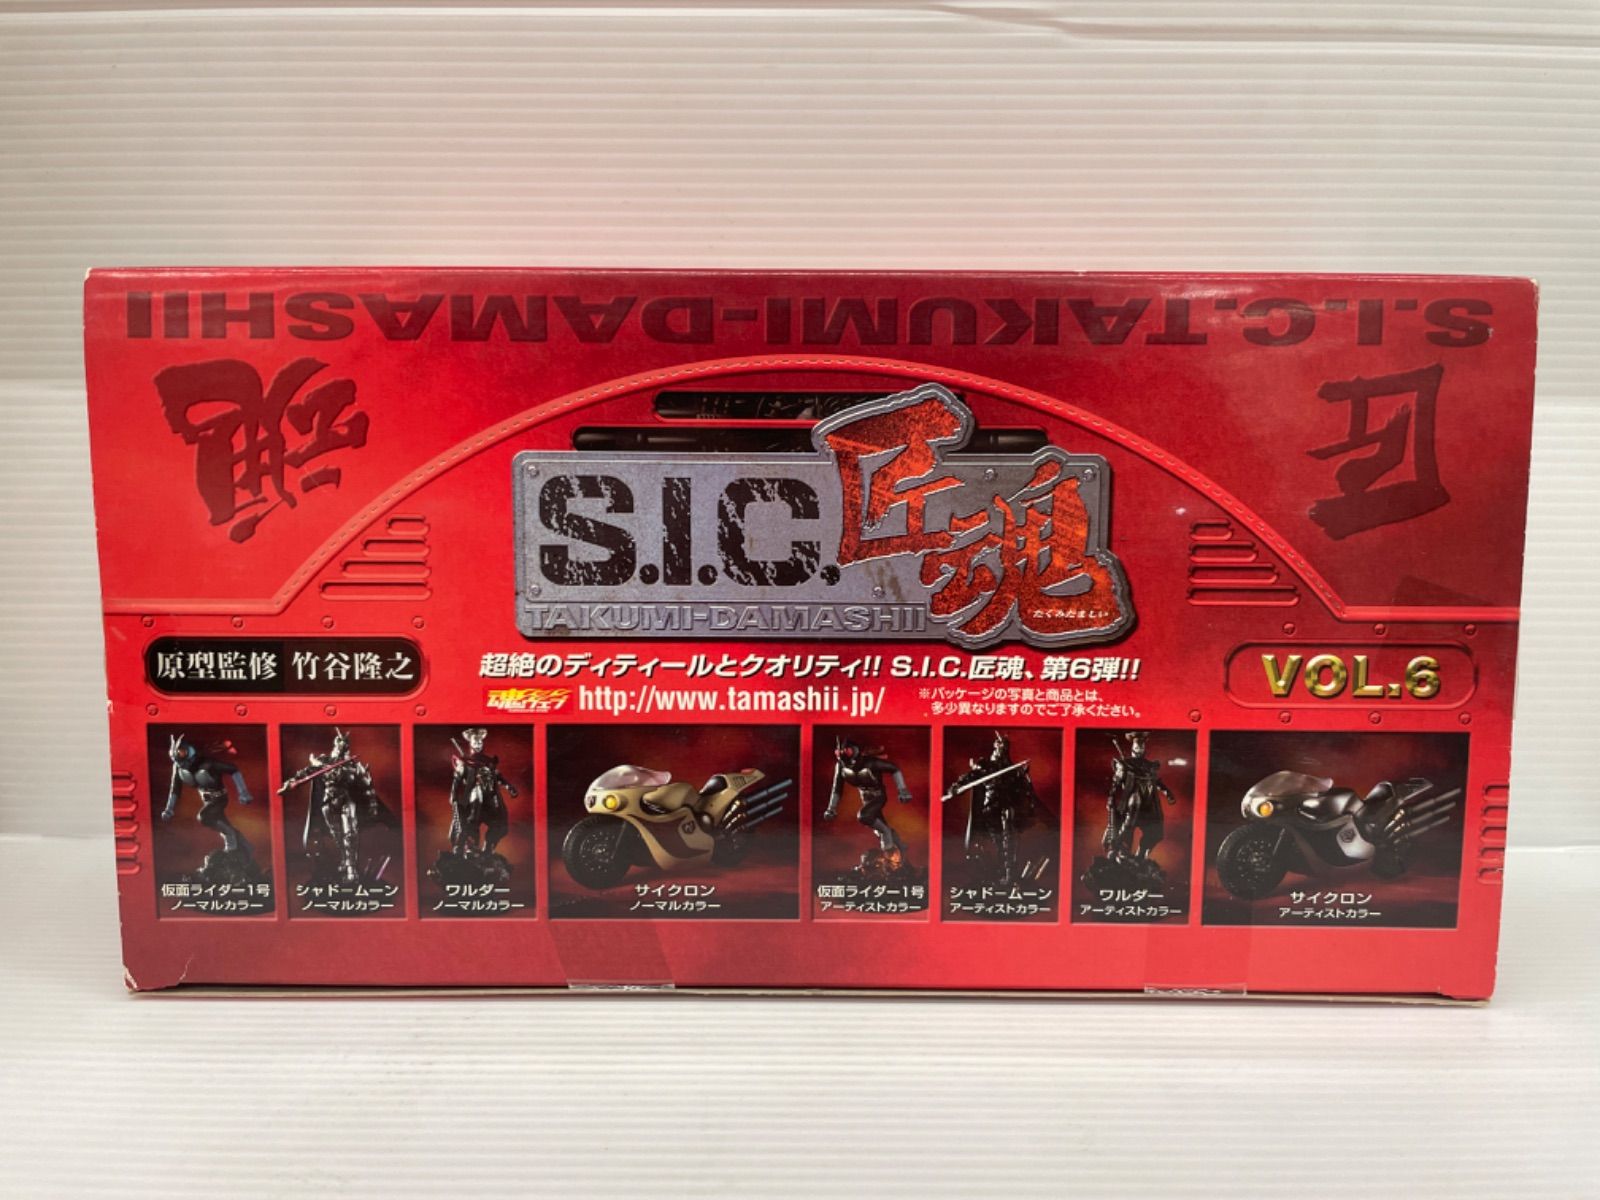 S.I.C.TAKUMI-DAMASHII
匠
魂
S.I.C.匠魂
TAKUMI-DAMASHII
たくみだましい
原型監修 竹谷隆之
超絶のディティールとクオリティ!! S.I.C.匠魂、第6弾!!
VOL.6
魂ウェブ http://www.tamashii.jp/
※パッケージの写真と商品とは、
多少異なりますのでご了承ください。
仮面ライダー1号
ノーマルカラー
シャドームーン
ノーマルカラー
ワルダー
ノーマルカラー
サイクロン
ノーマルカラー
仮面ライダー1号
アーティストカラー
シャドームーン
アーティストカラー
ワルダー
アーティストカラー
サイクロン
アーティストカラー